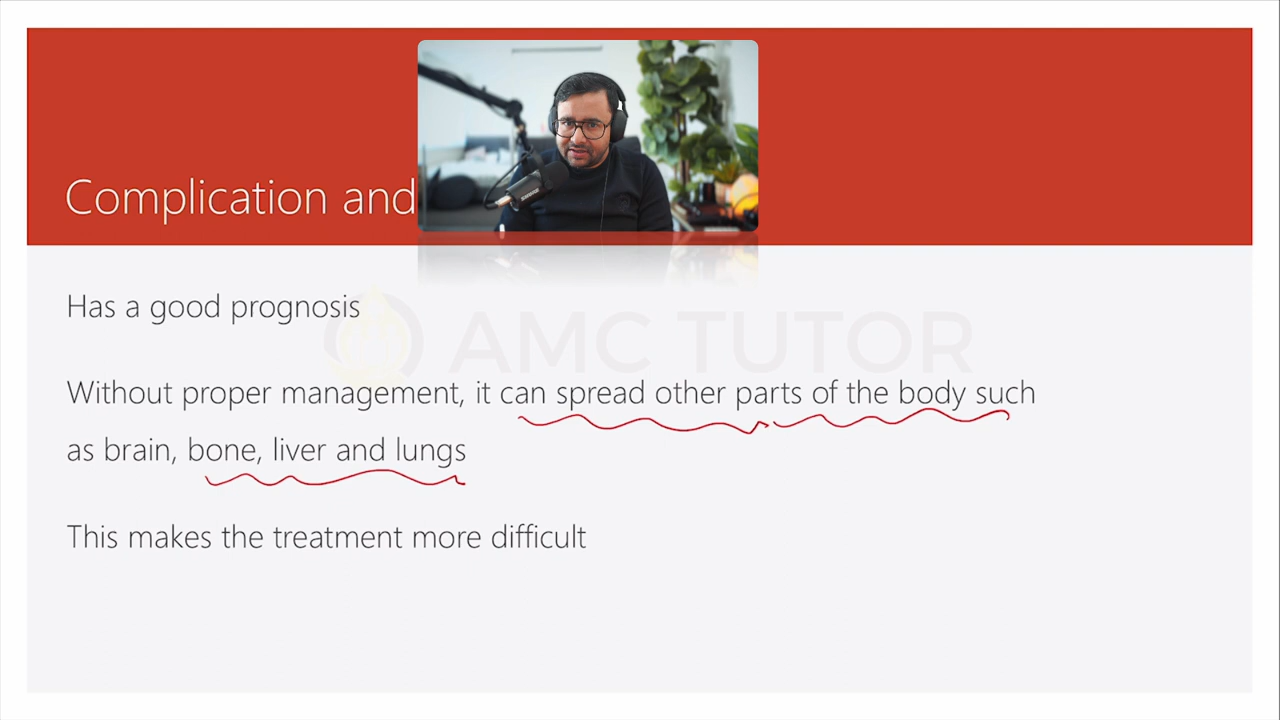 Complication and
Has a good prognosis
AMC TUTOR
Without proper management, it can spread other parts of the body such
as brain, bone, liver and lungs
This makes the treatment more difficult